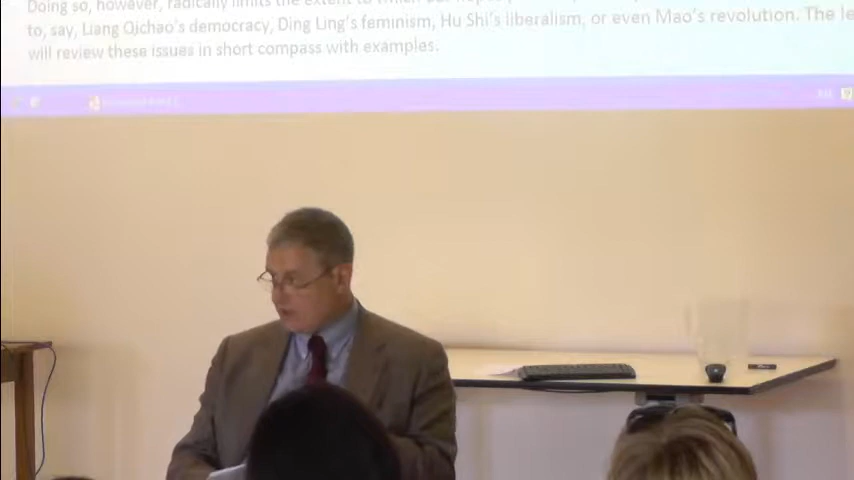 Doing so, however, radically limits the extent to which our
to, say, Liang Qichao's democracy, Ding Ling's feminism, Hu Shi's liberalism, or even Mao's revolution. The
will review these issues in short compass with examples.